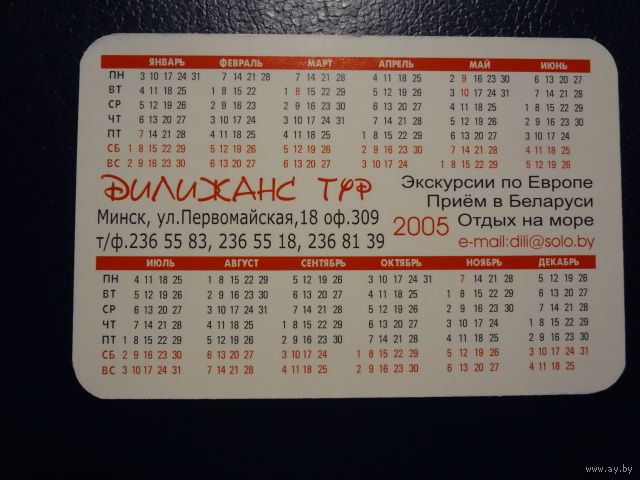 ЯНВАРЬ ФЕВРАЛЬ МАРТ АПРЕЛЬ МАЙ ИЮНЬ
ПН 3 10 17 24 31 7 14 21 28 7 14 21 28 4 11 18 25 2 9 16 23 30 6 13 20 27
ВТ 4 11 18 25 1 8 15 22 1 8 15 22 29 5 12 19 26 3 10 17 24 31 7 14 21 28
СР 5 12 19 26 2 9 16 23 2 9 16 23 30 6 13 20 27 4 11 18 25 1 8 15 22 29
ЧТ 6 13 20 27 3 10 17 24 3 10 17 24 31 7 14 21 28 5 12 19 26 2 9 16 23 30
ПТ 7 14 21 28 4 11 18 25 4 11 18 25 1 8 15 22 29 6 13 20 27 3 10 17 24
СБ 1 8 15 22 29 5 12 19 26 5 12 19 26 2 9 16 23 30 7 14 21 28 4 11 18 25
ВС 2 9 16 23 30 6 13 20 27 6 13 20 27 3 10 17 24 1 8 15 22 29 5 12 19 26
ДИЛИЖАНС ТУР
Минск, ул.Первомайская,18 оф.309
т/ф.236 55 83, 236 55 18, 236 81 39
2005
Экскурсии по Европе
Приём в Беларуси
Отдых на море
e-mail:dili@solo.by
ИЮЛЬ АВГУСТ СЕНТЯБРЬ ОКТЯБРЬ НОЯБРЬ ДЕКАБРЬ
ПН 4 11 18 25 1 8 15 22 29 5 12 19 26 3 10 17 24 31 7 14 21 28 5 12 19 26
ВТ 5 12 19 26 2 9 16 23 30 6 13 20 27 4 11 18 25 1 8 15 22 29 6 13 20 27
СР 6 13 20 27 3 10 17 24 31 7 14 21 28 5 12 19 26 2 9 16 23 30 7 14 21 28
ЧТ 7 14 21 28 4 11 18 25 1 8 15 22 29 6 13 20 27 3 10 17 24 1 8 15 22 29
ПТ 1 8 15 22 29 5 12 19 26 2 9 16 23 30 7 14 21 28 4 11 18 25 2 9 16 23 30
СБ 2 9 16 23 30 6 13 20 27 3 10 17 24 1 8 15 22 29 5 12 19 26 3 10 17 24 31
ВС 3 10 17 24 31 7 14 21 28 4 11 18 25 2 9 16 23 30 6 13 20 27 4 11 18 25
www.ay.by